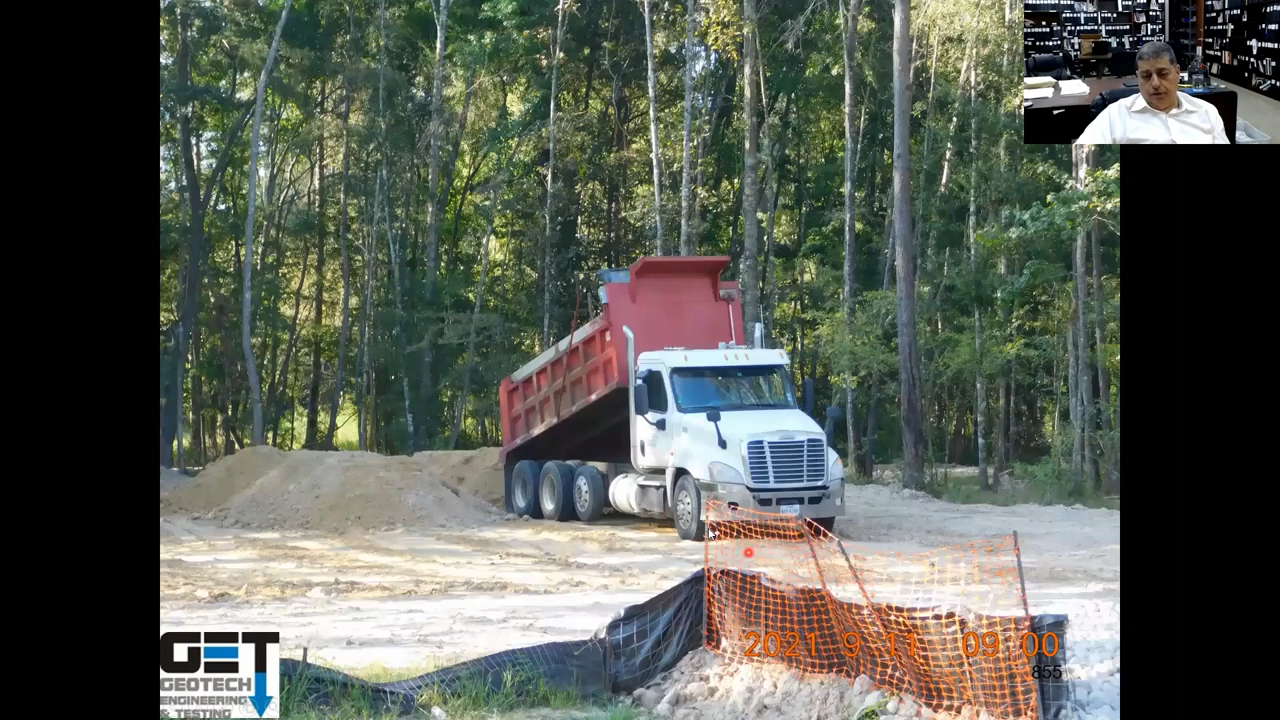 2021 9 11 09 00
855
GET
GEOTECH
ENGINEERING
& TESTING